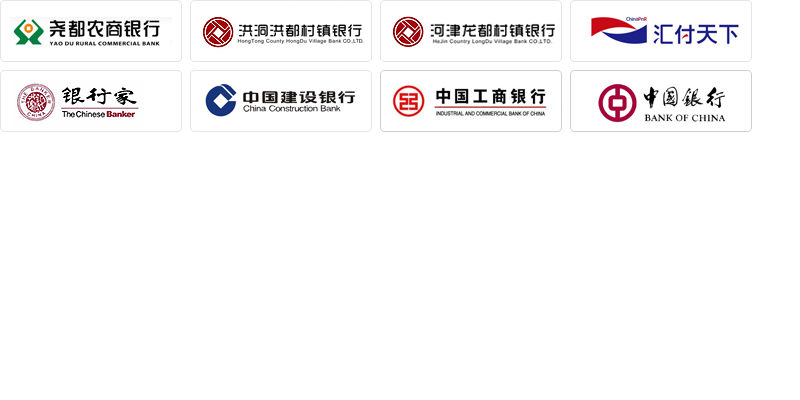 尧都农商银行
YAO DU RURAL COMMERCIAL BANK
洪洞洪都村镇银行
HongTong County HongDu Village Bank CO.,LTD.
河津龙都村镇银行
HeJin Country LongDu Village Bank CO.,LTD.
ChinaPnR
汇付天下
银行家
The Chinese Banker
THE BANKER
CHINA
中国建设银行
China Construction Bank
中国工商银行
INDUSTRIAL AND COMMERCIAL BANK OF CHINA
中国银行
BANK OF CHINA